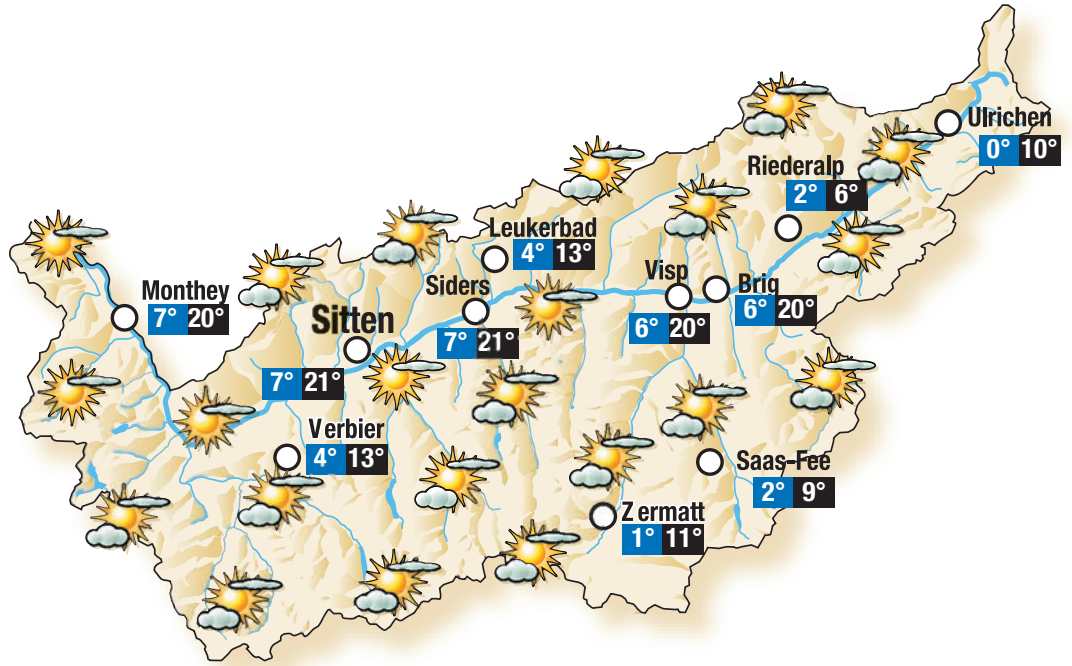 Ulrichen
0° 10°
Riederalp
2° 6°
Leukerbad
4° 13°
Visp
6° 20°
Brig
6° 20°
Siders
7° 21°
Monthey
7° 20°
Sitten
7° 21°
Verbier
4° 13°
Saas-Fee
2° 9°
Zermatt
1° 11°